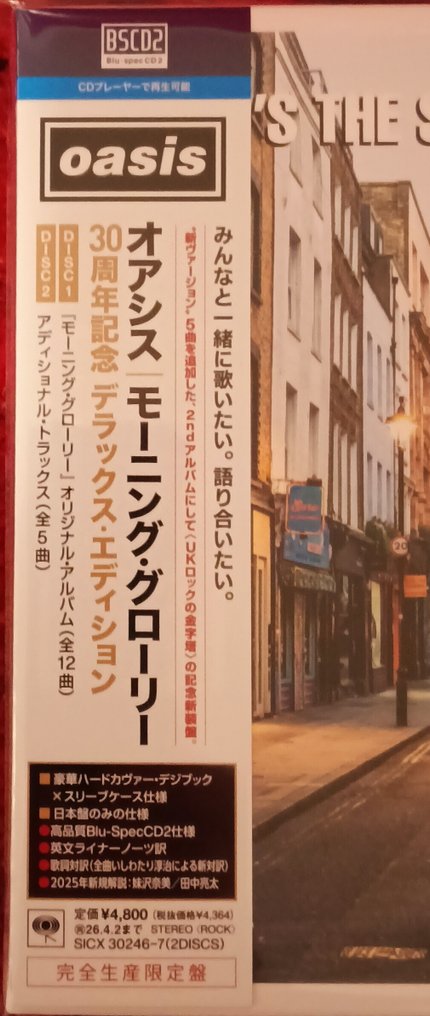 BSCD2
Blu-spec CD 2
CDプレーヤーで再生可能
'S THE S
oasis
みんなと一緒に歌いたい。語り合いたい。
“新ヴァージョン”5曲を追加した、2ndアルバムにして〈UKロックの金字塔〉の記念新装盤。
オアシス|モーニング・グローリー
30周年記念 デラックス・エディション
DISC 1 『モーニング・グローリー』オリジナル・アルバム(全12曲)
DISC 2 アディショナル・トラックス(全5曲)
■豪華ハードカヴァー・デジブック
×スリーブケース仕様
■日本盤のみの仕様
●高品質Blu-SpecCD2仕様
●英文ライナーノーツ訳
●歌詞対訳(全曲いしわたり淳治による新対訳)
●2025年新規解説:妹沢奈美/田中亮太
定価¥4,800(税抜価格¥4,364)
26.4.2まで STEREO〈ROCK〉
SICX 30246-7(2DISCS)
完全生産限定盤
20